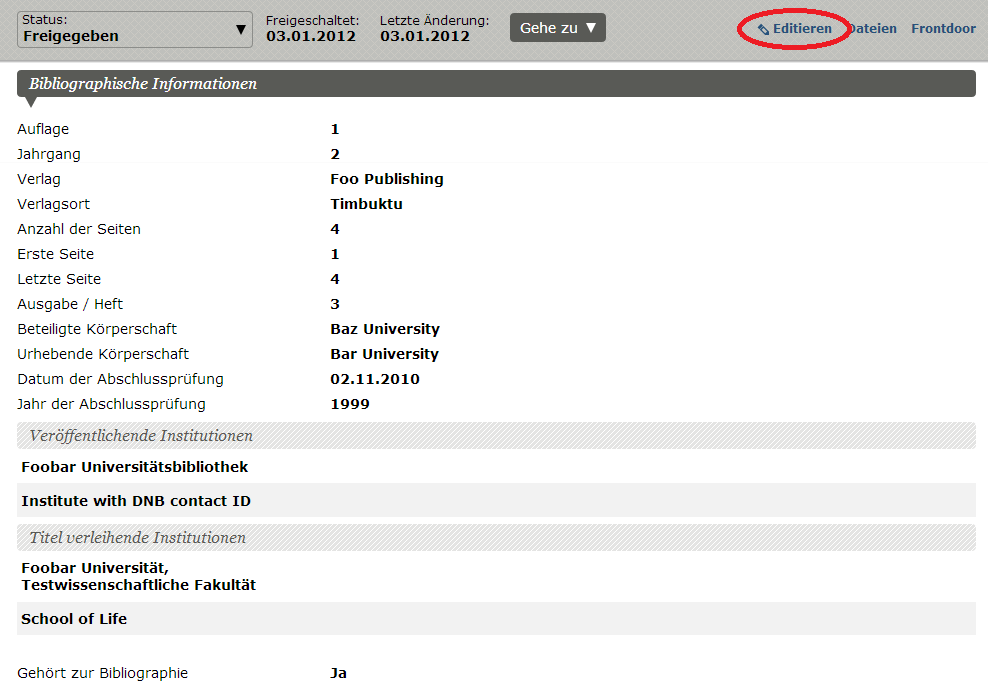 Status:
Freigegeben ▼
Freigeschaltet:
03.01.2012
Letzte Änderung:
03.01.2012
Gehe zu ▼
Editieren
Dateien
Frontdoor
Bibliographische Informationen
Auflage 1
Jahrgang 2
Verlag Foo Publishing
Verlagsort Timbuktu
Anzahl der Seiten 4
Erste Seite 1
Letzte Seite 4
Ausgabe / Heft 3
Beteiligte Körperschaft Baz University
Urhebende Körperschaft Bar University
Datum der Abschlussprüfung 02.11.2010
Jahr der Abschlussprüfung 1999
Veröffentlichende Institutionen
Foobar Universitätsbibliothek
Institute with DNB contact ID
Titel verleihende Institutionen
Foobar Universität,
Testwissenschaftliche Fakultät
School of Life
Gehört zur Bibliographie Ja